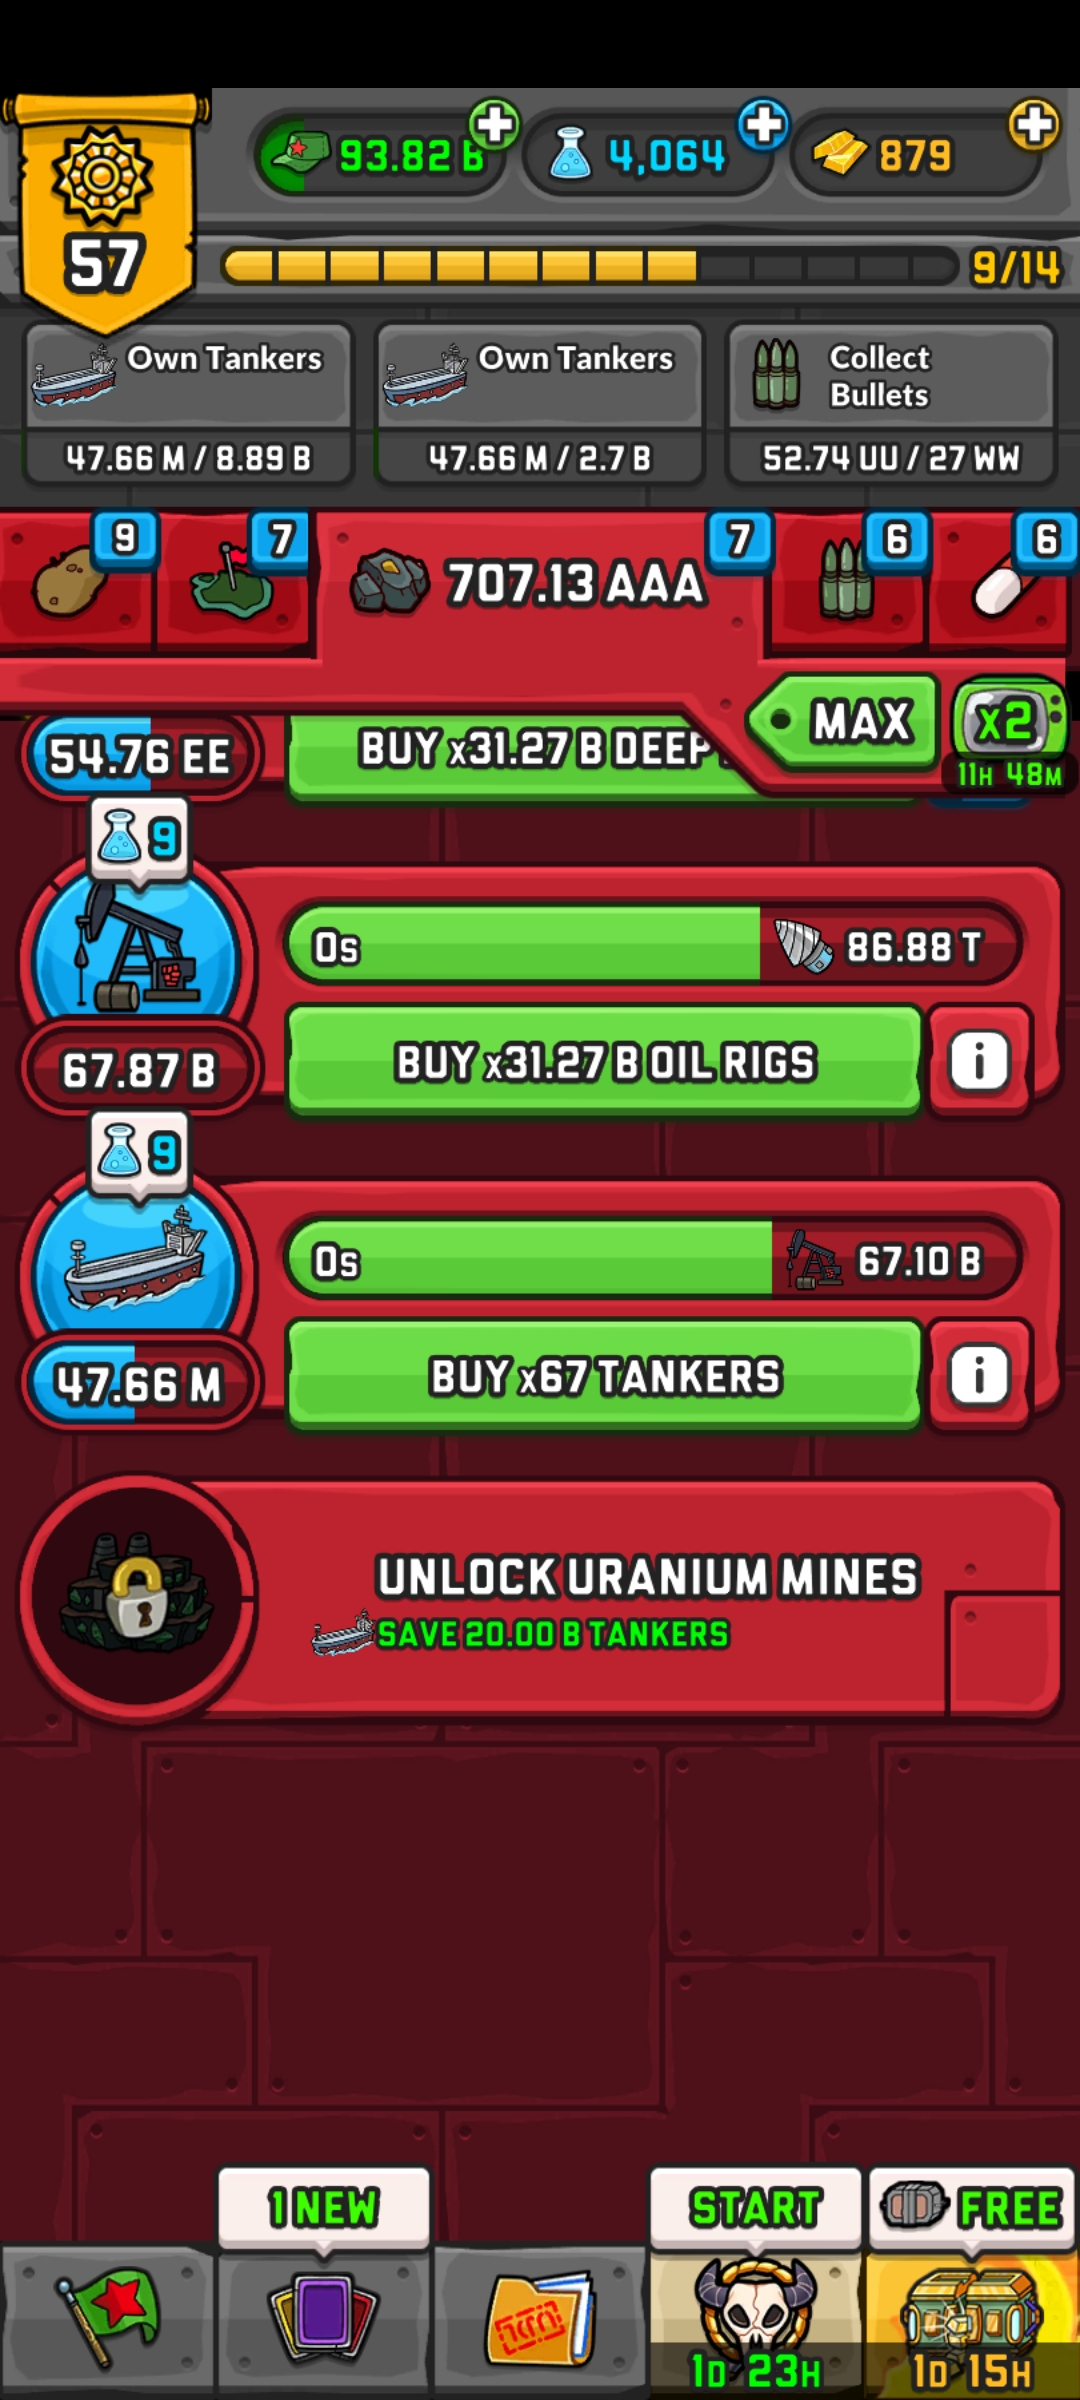 93.82 B
4,064
879
57
9/14
Own Tankers
47.66 M / 8.89 B
Own Tankers
47.66 M / 2.7 B
Collect
Bullets
52.74 UU / 27 WW
9
7
707.13 AAA
7
6
6
MAX
x2
11H 48M
54.76 EE
BUY x31.27 B DEEP
9
0s
86.88 T
67.87 B
BUY x31.27 B OIL RIGS
i
9
0s
67.10 B
47.66 M
BUY x67 TANKERS
i
UNLOCK URANIUM MINES
SAVE 20.00 B TANKERS
1 NEW
START
FREE
1D 23H
1D 15H